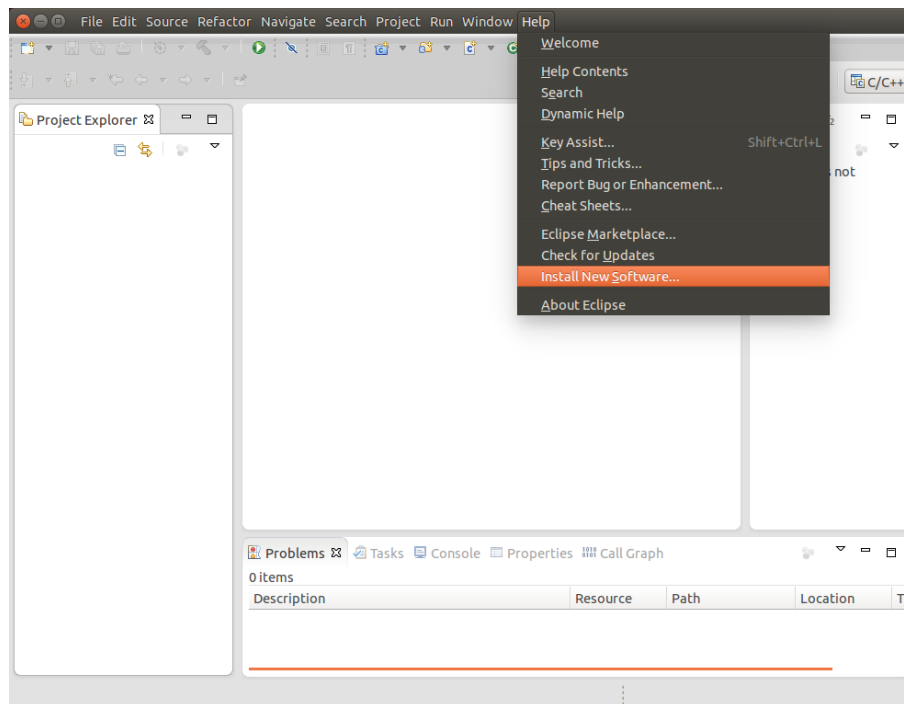 File Edit Source Refactor Navigate Search Project Run Window Help
Welcome
Help Contents
Search
Dynamic Help
Key Assist... Shift+Ctrl+L
Tips and Tricks...
Report Bug or Enhancement...
Cheat Sheets...
Eclipse Marketplace...
Check for Updates
Install New Software...
About Eclipse
C/C++
Project Explorer
not
Problems Tasks Console Properties Call Graph
0 items
Description Resource Path Location T